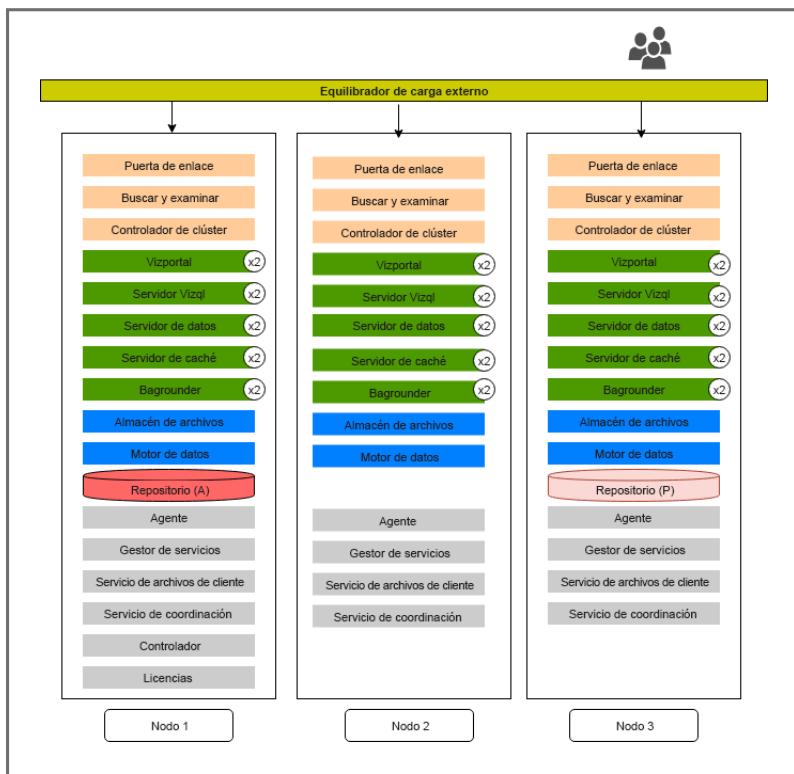 Equilibrador de carga externo
Puerta de enlace
Buscar y examinar
Controlador de clúster
Vizportal
x2
Servidor Vizql
x2
Servidor de datos
x2
Servidor de caché
x2
Bagrounder
x2
Almacén de archivos
Motor de datos
Repositorio (A)
Agente
Gestor de servicios
Servicio de archivos de cliente
Servicio de coordinación
Controlador
Licencias
Nodo 1
Puerta de enlace
Buscar y examinar
Controlador de clúster
Vizportal
x2
Servidor Vizql
x2
Servidor de datos
x2
Servidor de caché
x2
Bagrounder
x2
Almacén de archivos
Motor de datos
Agente
Gestor de servicios
Servicio de archivos de cliente
Servicio de coordinación
Nodo 2
Puerta de enlace
Buscar y examinar
Controlador de clúster
Vizportal
x2
Servidor Vizql
x2
Servidor de datos
x2
Servidor de caché
x2
Bagrounder
x2
Almacén de archivos
Motor de datos
Repositorio (P)
Agente
Gestor de servicios
Servicio de archivos de cliente
Servicio de coordinación
Nodo 3